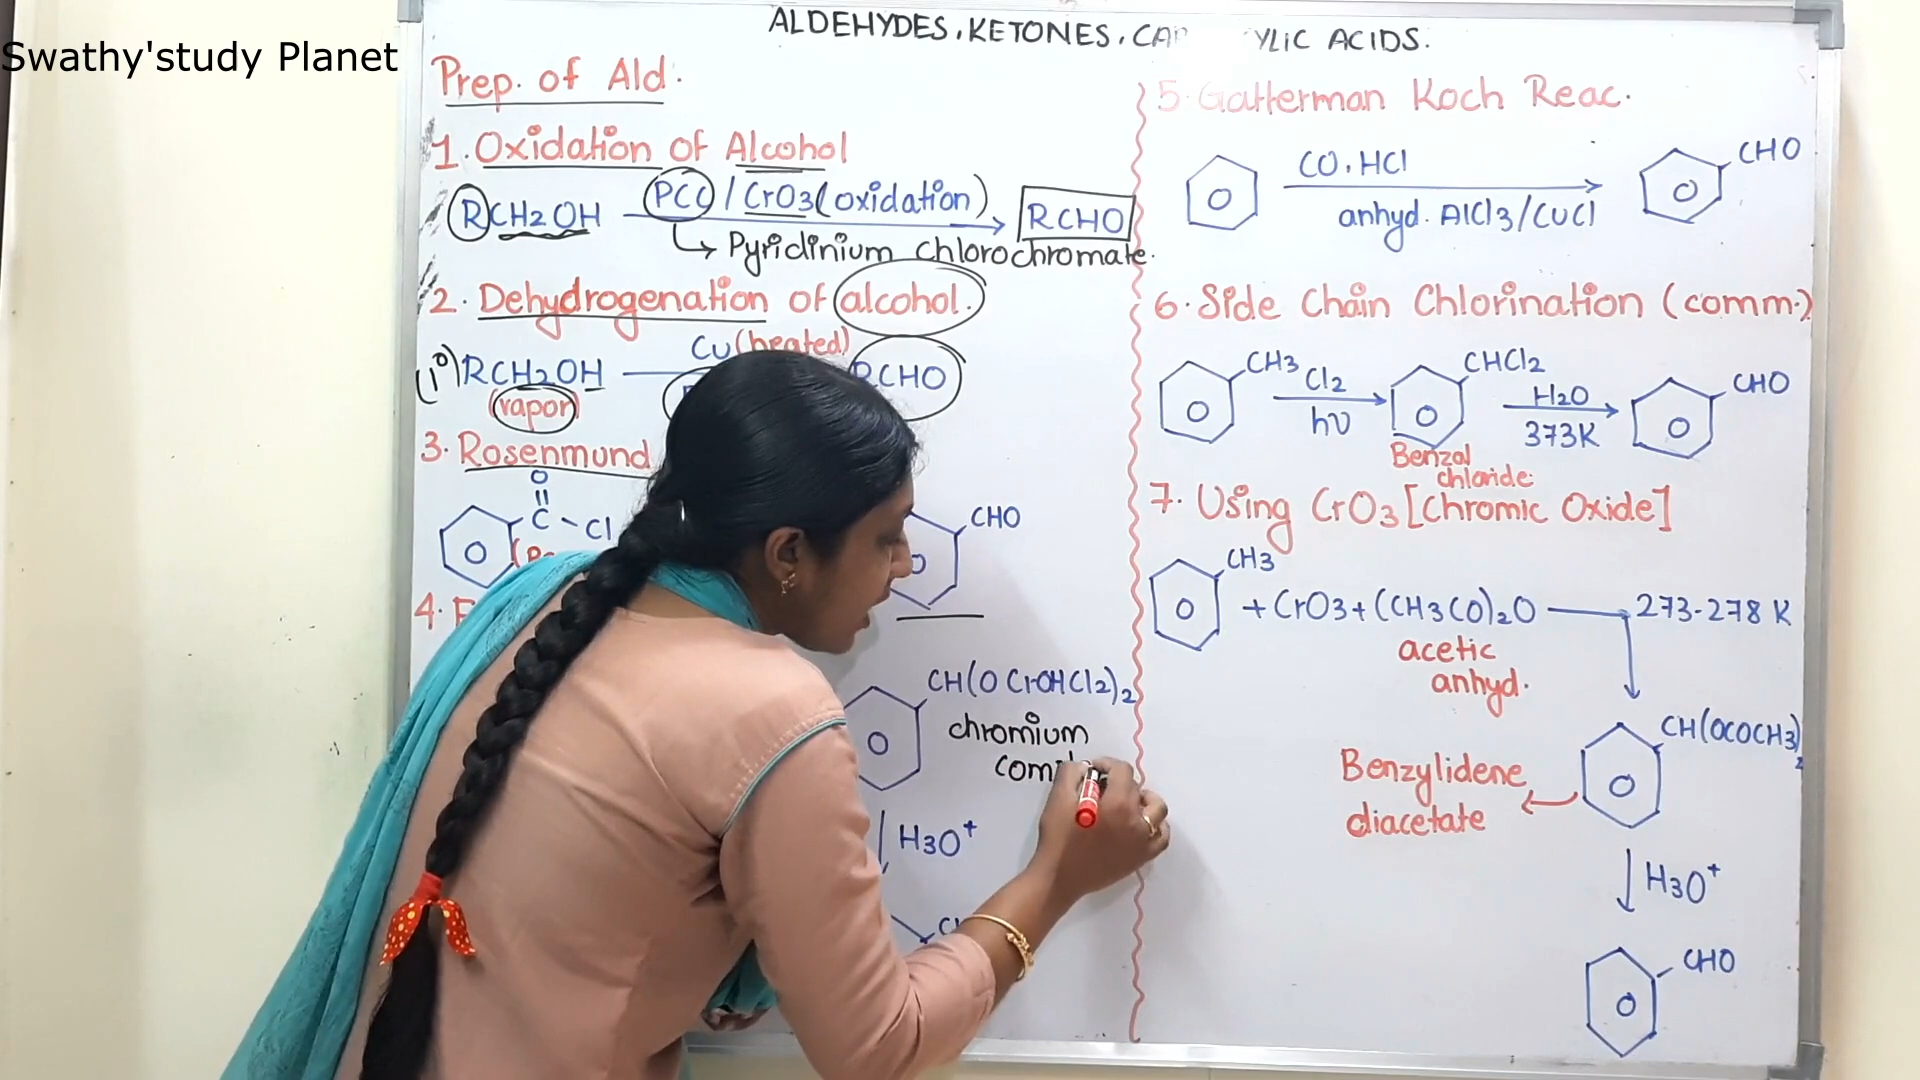 Swathy'study Planet
ALDEHYDES, KETONES, CAR YLIC ACIDS.
Prep. of Ald.
1. Oxidation of Alcohol
RCH2OH PCC / CrO3 (oxidation) RCHO
↳ Pyridinium chlorochromate.
2. Dehydrogenation of alcohol.
Cu (heated)
(1°) RCH2OH RCHO
(vapor)
3. Rosenmund
O
C - Cl CHO
4.
CH(OCrOHCl2)2
chromium
H3O+
5. Gatterman Koch Reac.
CO, HCl
anhyd. AlCl3/CuCl
CHO
6. Side Chain Chlorination (comm.)
CH3 Cl2 hν CHCl2 H2O 373K CHO
Benzal
chloride
7. Using CrO3 [Chromic Oxide]
CH3
+ CrO3 + (CH3CO)2O 273-278 K
acetic
anhyd.
CH(OCOCH3)2
Benzylidene
diacetate
H3O+
CHO